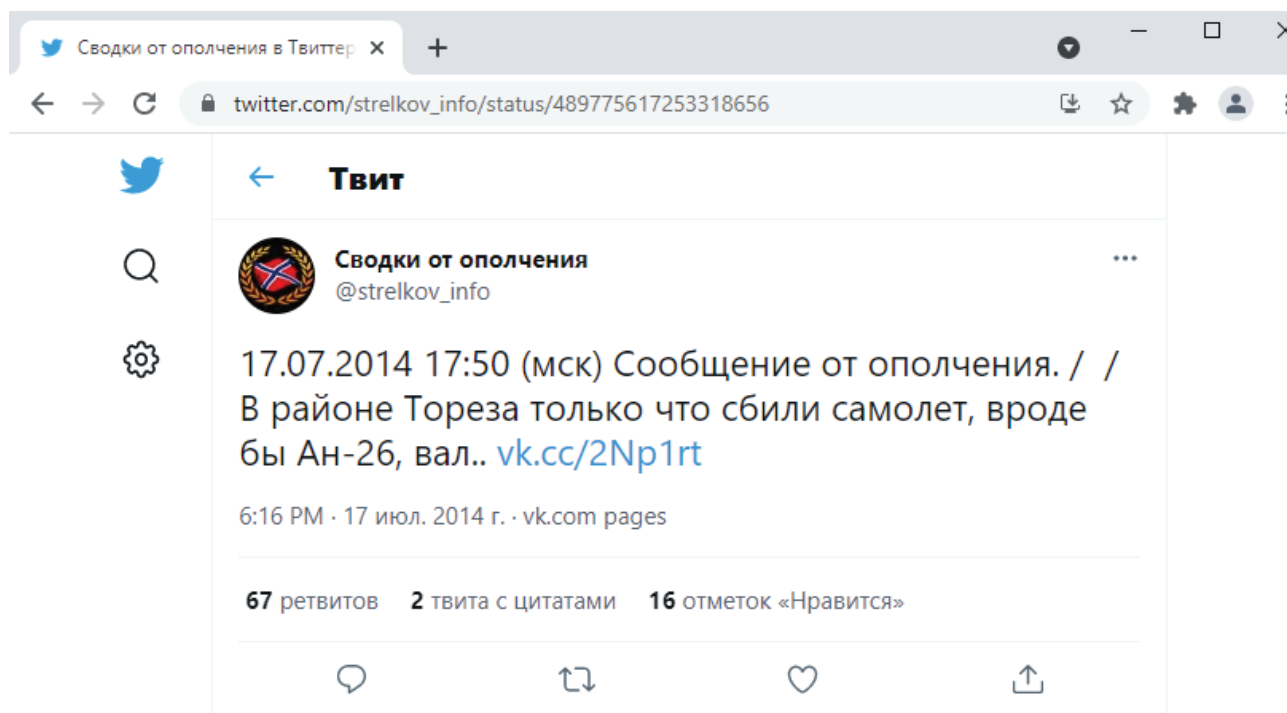 Сводки от ополчения в Твиттер
twitter.com/strelkov_info/status/489775617253318656
Твит
Сводки от ополчения
@strelkov_info
17.07.2014 17:50 (мск) Сообщение от ополчения. / /
В районе Тореза только что сбили самолет, вроде
бы Ан-26, вал.. vk.cc/2Np1rt
6:16 PM · 17 июл. 2014 г. · vk.com pages
67 ретвитов 2 твита с цитатами 16 отметок «Нравится»